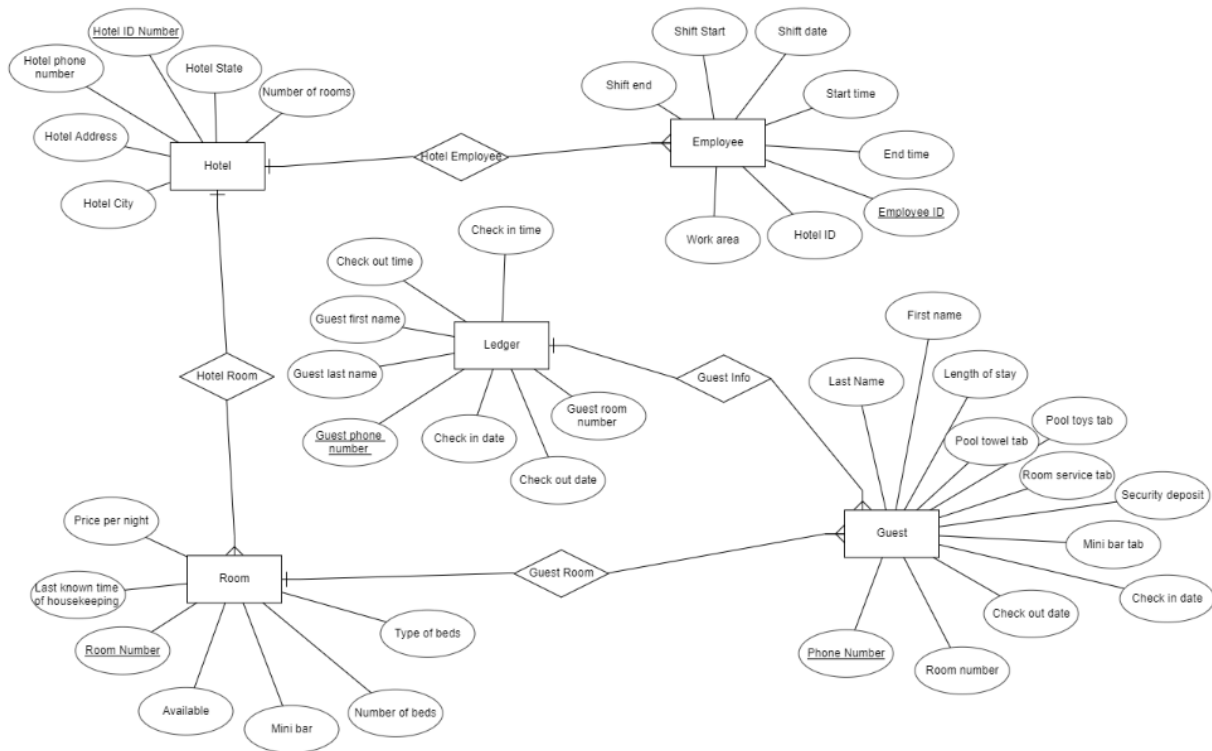 Hotel ID Number
Hotel phone
number
Hotel State
Number of rooms
Hotel Address
Hotel
Hotel City
Hotel Employee
Shift Start
Shift date
Shift end
Start time
Employee
End time
Employee ID
Hotel ID
Work area
Check in time
Check out time
Guest first name
Ledger
Guest last name
Guest phone
number
Check in date
Check out date
Guest room
number
Guest Info
Hotel Room
First name
Last Name
Length of stay
Pool toys tab
Pool towel tab
Room service tab
Security deposit
Guest
Mini bar tab
Check in date
Check out date
Room number
Phone Number
Guest Room
Price per night
Last known time
of housekeeping
Room
Room Number
Type of beds
Available
Mini bar
Number of beds